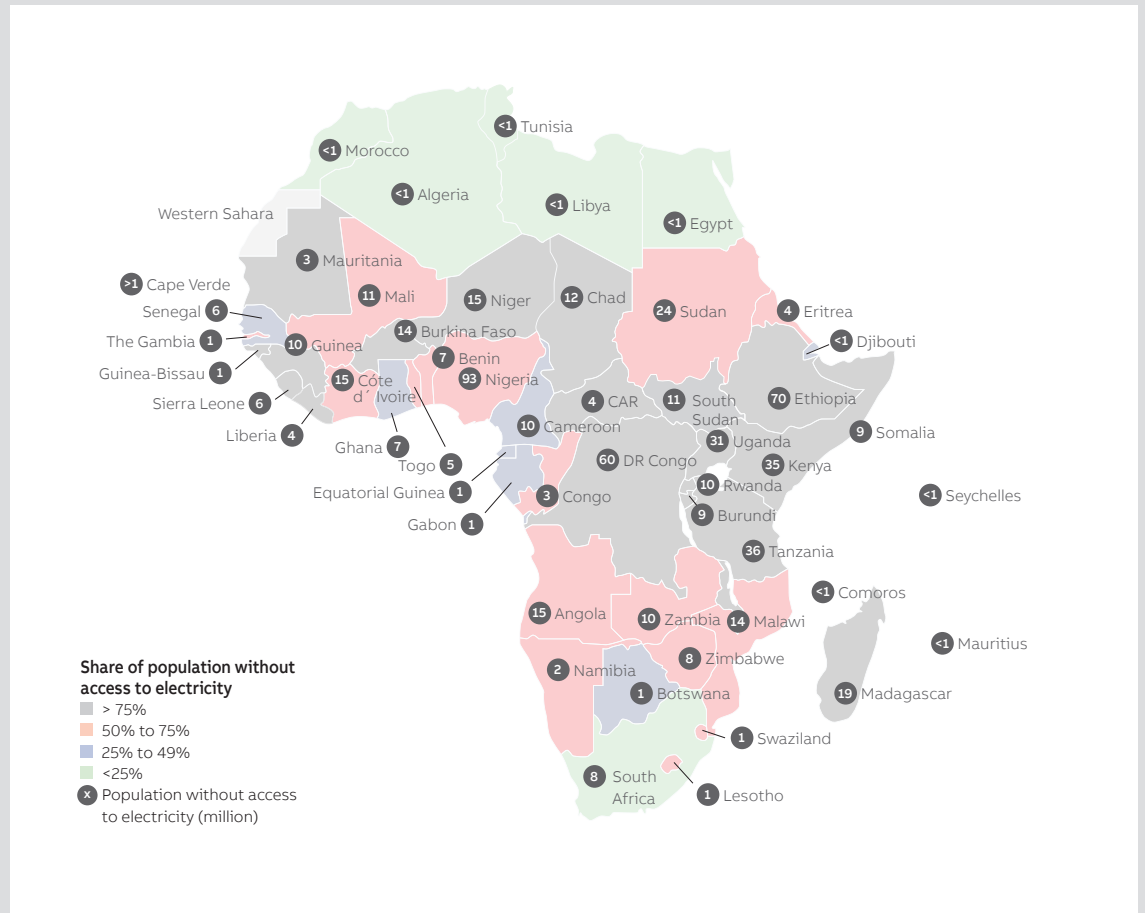 <1 Tunisia
<1 Morocco
<1 Algeria
<1 Libya
Western Sahara
<1 Egypt
3 Mauritania
>1 Cape Verde
11 Mali
15 Niger
12 Chad
Senegal 6
24 Sudan
4 Eritrea
14 Burkina Faso
The Gambia 1
10 Guinea
<1 Djibouti
7 Benin
Guinea-Bissau 1
15 Côte
d´ Ivoire
93 Nigeria
Sierra Leone 6
4 CAR
11 South
Sudan
70 Ethiopia
10 Cameroon
Liberia 4
9 Somalia
31 Uganda
Ghana 7
Togo 5
60 DR Congo
35 Kenya
10 Rwanda
Equatorial Guinea 1
3 Congo
<1 Seychelles
9 Burundi
Gabon 1
36 Tanzania
<1 Comoros
15 Angola
10 Zambia
14 Malawi
<1 Mauritius
8 Zimbabwe
2 Namibia
1 Botswana
19 Madagascar
1 Swaziland
8 South
Africa
1 Lesotho
Share of population without
access to electricity
> 75%
50% to 75%
25% to 49%
<25%
x Population without access
to electricity (million)